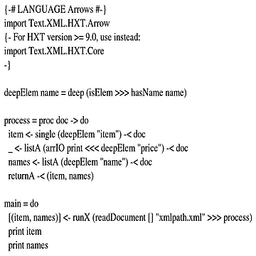 {-# LANGUAGE Arrows #-}
import Text.XML.HXT.Arrow
{- For HXT version >= 9.0, use instead:
import Text.XML.HXT.Core
-}

deepElem name = deep (isElem >>> hasName name)

process = proc doc -> do
  item <- single (deepElem "item") -< doc
  _ <- listA (arrIO print <<< deepElem "price") -< doc
  names <- listA (deepElem "name") -< doc
  returnA -< (item, names)

main = do
  [(item, names)] <- runX (readDocument [] "xmlpath.xml" >>> process)
  print item
  print names